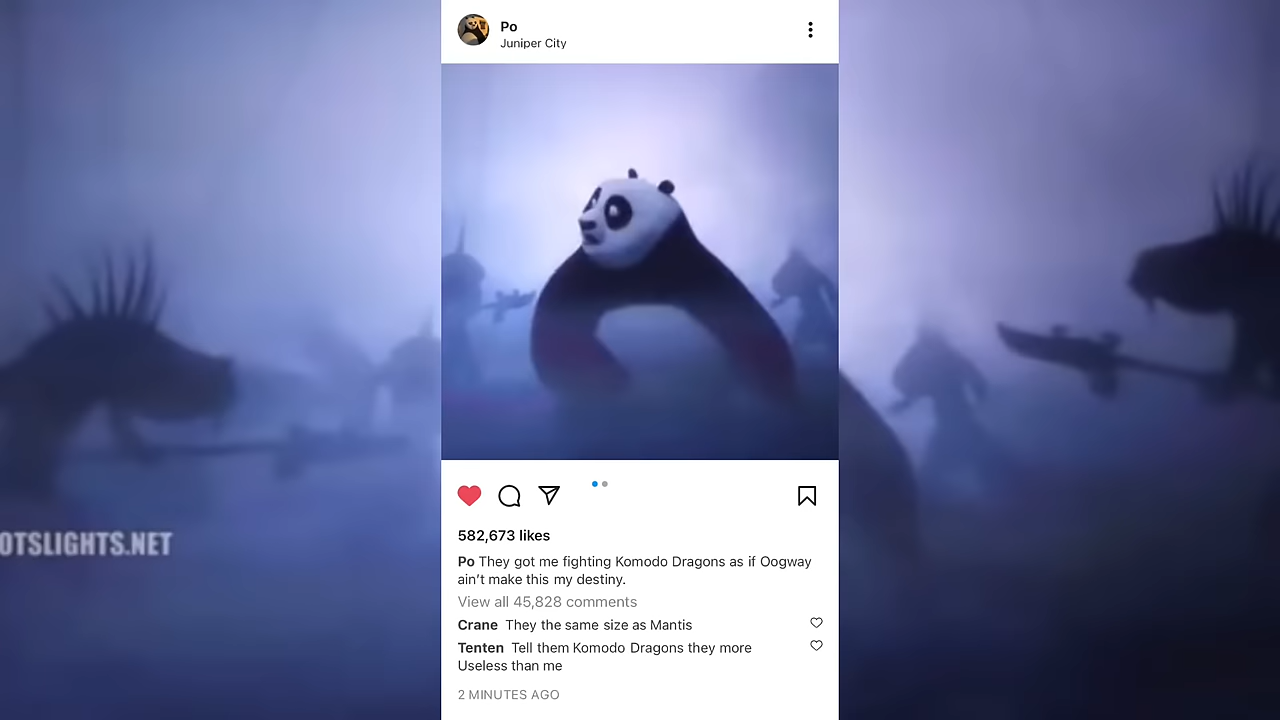 Po
Juniper City
OTSLIGHTS.NET
582,673 likes
Po They got me fighting Komodo Dragons as if Oogway
ain’t make this my destiny.
View all 45,828 comments
Crane They the same size as Mantis
Tenten Tell them Komodo Dragons they more
Useless than me
2 MINUTES AGO